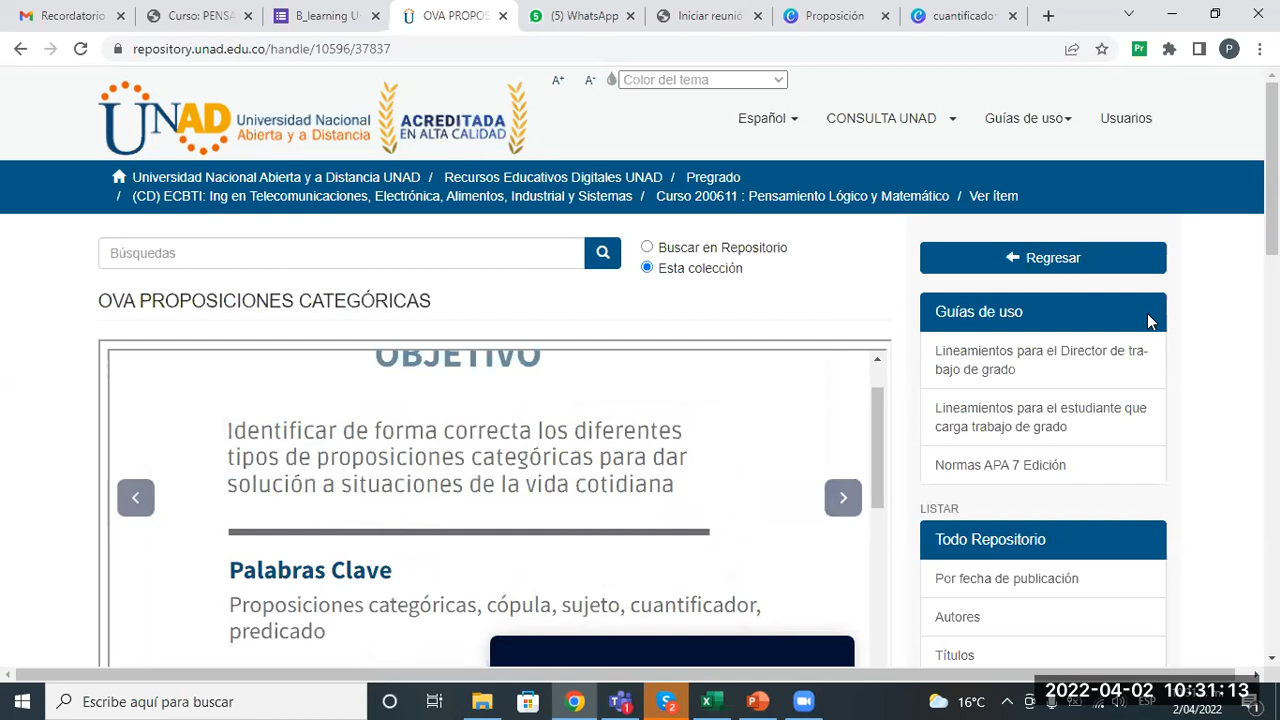 Recordatorio
Curso: PENSA
B_learning U
OVA PROPOS
(5) WhatsApp
Iniciar reunió
Proposición
cuantificado
repository.unad.edu.co/handle/10596/37837
P
A+ A- Color del tema
UNAD Universidad Nacional
Abierta y a Distancia
ACREDITADA
EN ALTA CALIDAD
Español CONSULTA UNAD Guías de uso Usuarios
Universidad Nacional Abierta y a Distancia UNAD / Recursos Educativos Digitales UNAD / Pregrado
/ (CD) ECBTI: Ing en Telecomunicaciones, Electrónica, Alimentos, Industrial y Sistemas / Curso 200611 : Pensamiento Lógico y Matemático / Ver ítem
Búsquedas
Buscar en Repositorio
Esta colección
Regresar
OVA PROPOSICIONES CATEGÓRICAS
Guías de uso
Lineamientos para el Director de tra-
bajo de grado
Lineamientos para el estudiante que
carga trabajo de grado
Normas APA 7 Edición
LISTAR
Todo Repositorio
Por fecha de publicación
Autores
Títulos
OBJETIVO
Identificar de forma correcta los diferentes
tipos de proposiciones categóricas para dar
solución a situaciones de la vida cotidiana
Palabras Clave
Proposiciones categóricas, cópula, sujeto, cuantificador,
predicado
Escribe aquí para buscar
16°C
ESP
2022-04-02 10:31:13
2/04/2022